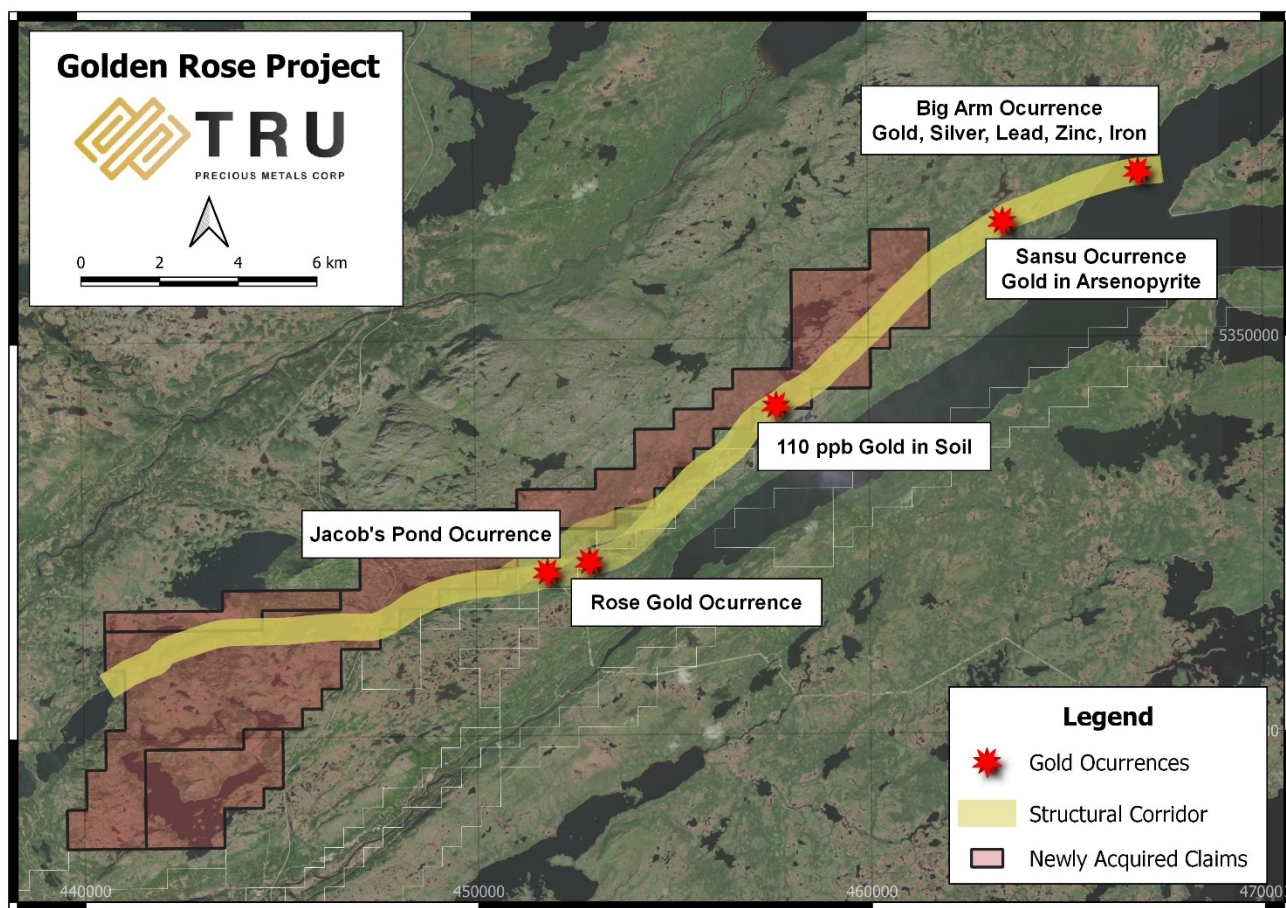 Golden Rose Project
TRU
PRECIOUS METALS CORP
0 2 4 6 km
Big Arm Ocurrence
Gold, Silver, Lead, Zinc, Iron
Sansu Ocurrence
Gold in Arsenopyrite
5350000
110 ppb Gold in Soil
Jacob's Pond Ocurrence
Rose Gold Ocurrence
Legend
Gold Ocurrences
Structural Corridor
Newly Acquired Claims
440000
450000
460000